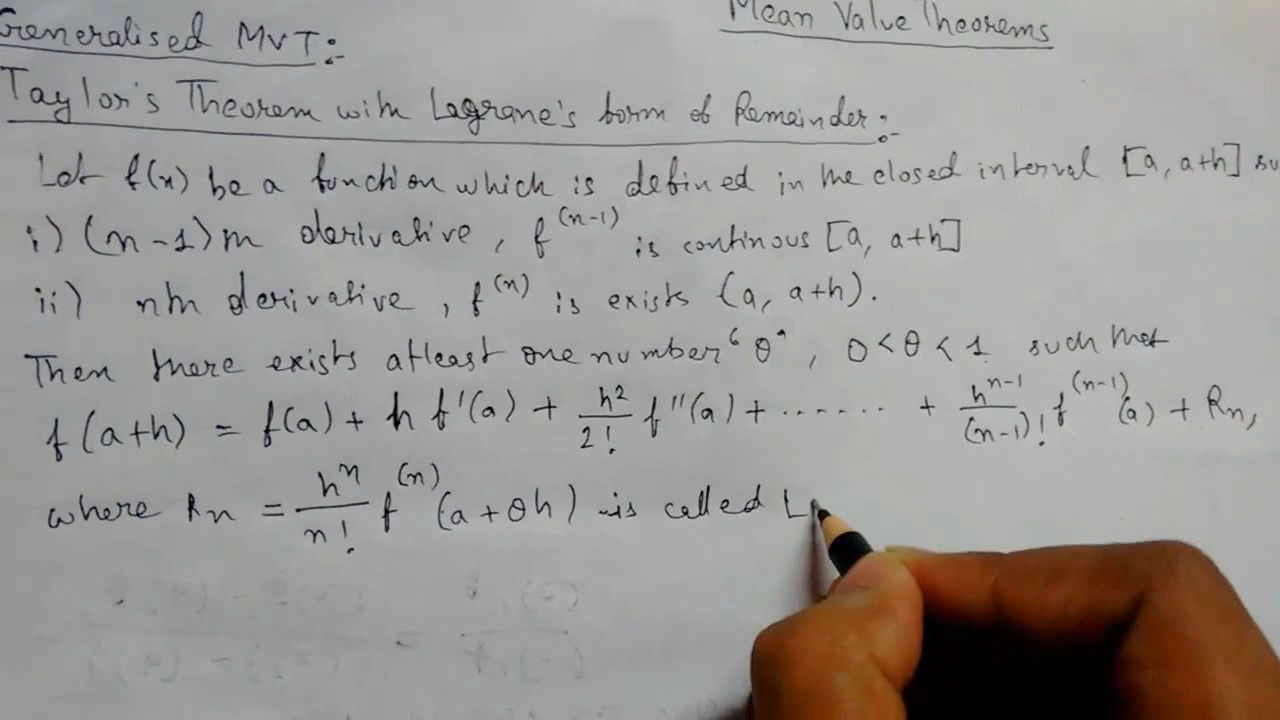 Mean Value Theorems
Generalised MVT:-
Taylor's Theorem with Lagrane's form of Remainder:-
Let f(x) be a function which is defined in the closed interval [a, a+h] su
i) (n-1)th derivative, f^(n-1) is continous [a, a+h]
ii) nth derivative, f^(n) is exists (a, a+h).
Then there exists atleast one number "θ", 0<θ<1 such that
f(a+h) = f(a) + h f'(a) + h^2/2! f''(a) + ...... + h^(n-1)/(n-1)! f^(n-1)(a) + Rn,
where Rn = h^n/n! f^(n)(a+θh) is called L